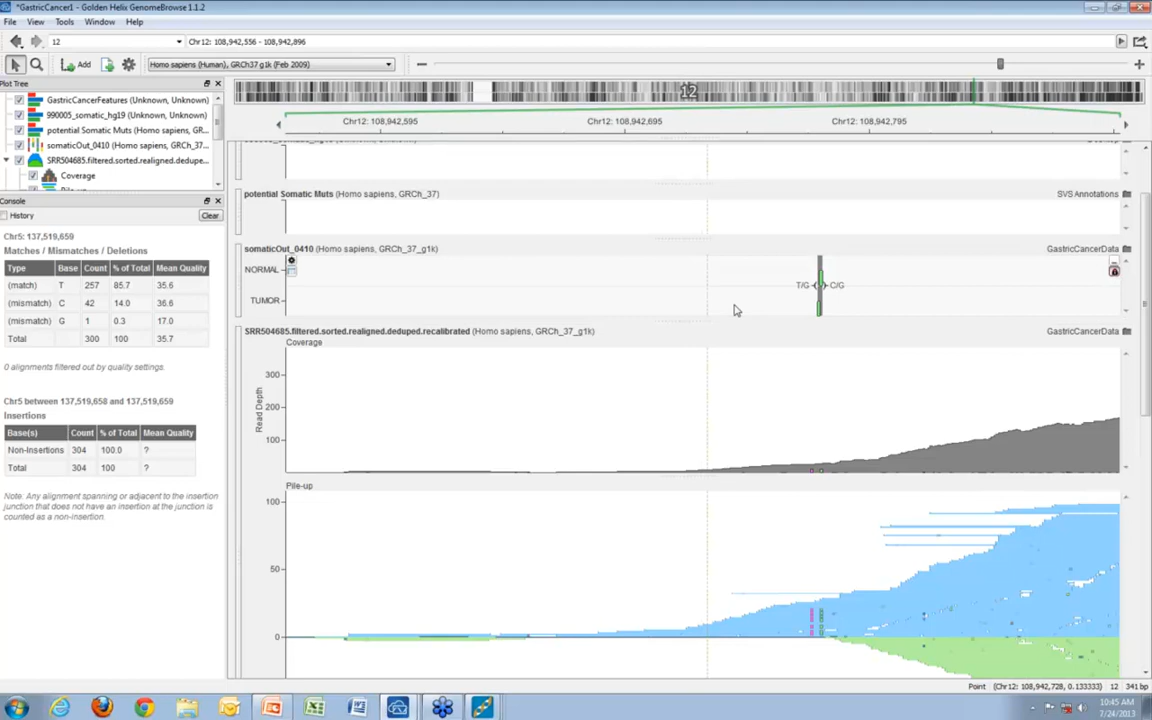 *GastricCancer1 - Golden Helix GenomeBrowse 1.1.2
File View Tools Window Help
12 Chr12: 108,942,556 - 108,942,896
Add Homo sapiens (Human), GRCh37 g1k (Feb 2009)
Plot Tree
GastricCancerFeatures (Unknown, Unknown)
990005_somatic_hg19 (Unknown, Unknown)
potential Somatic Muts (Homo sapiens, GR...
somaticOut_0410 (Homo sapiens, GRCh_37...
SRR504685.filtered.sorted.realigned.dedupe...
Coverage
Console
History Clear
Chr5: 137,519,659
Matches / Mismatches / Deletions
Type Base Count % of Total Mean Quality
(match) T 257 85.7 35.6
(mismatch) C 42 14.0 36.6
(mismatch) G 1 0.3 17.0
Total 300 100 35.7
0 alignments filtered out by quality settings.
Chr5 between 137,519,658 and 137,519,659
Insertions
Base(s) Count % of Total Mean Quality
Non-Insertions 304 100.0 ?
Total 304 100 ?
Note: Any alignment spanning or adjacent to the insertion
junction that does not have an insertion at the junction is
counted as a non-insertion.
12
Chr12: 108,942,595 Chr12: 108,942,695 Chr12: 108,942,795
potential Somatic Muts (Homo sapiens, GRCh_37) SVS Annotations
somaticOut_0410 (Homo sapiens, GRCh_37_g1k) GastricCancerData
NORMAL
T/G C/G
TUMOR
SRR504685.filtered.sorted.realigned.deduped.recalibrated (Homo sapiens, GRCh_37_g1k) GastricCancerData
Coverage
300
200
100
Read Depth
Pile-up
100
50
0
Point (Chr12: 108,942,728, 0.133333) 12 341 bp
10:45 AM
7/24/2013